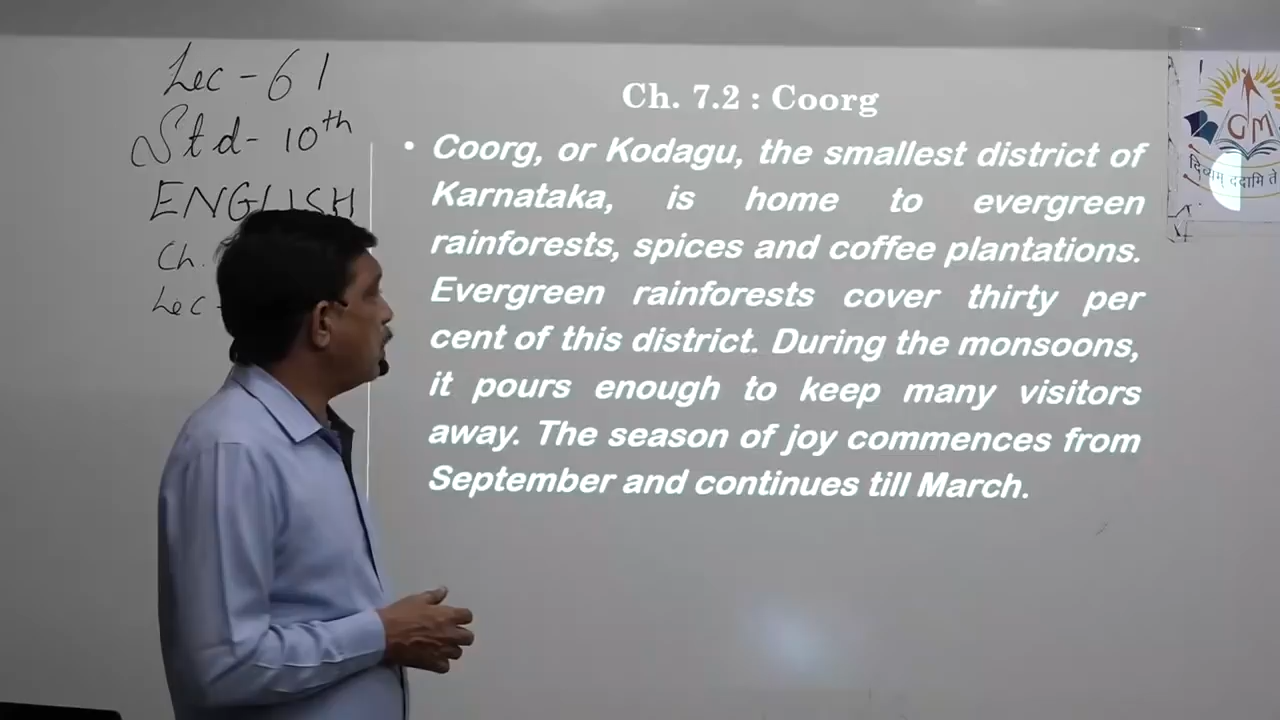 Lec - 61
Std - 10th
ENGLISH
Ch.
Lec -
Ch. 7.2 : Coorg
• Coorg, or Kodagu, the smallest district of
Karnataka, is home to evergreen
rainforests, spices and coffee plantations.
Evergreen rainforests cover thirty per
cent of this district. During the monsoons,
it pours enough to keep many visitors
away. The season of joy commences from
September and continues till March.
GM
दिव्यम् ददामि ते